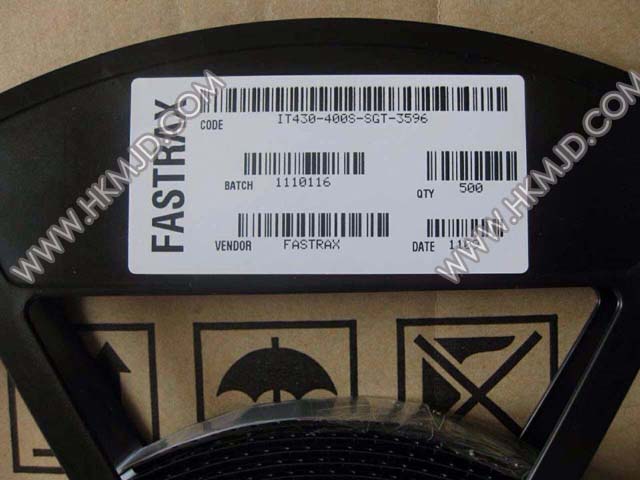 FASTRAX
CODE IT430-400S-SGT-3596
BATCH 1110116
QTY 500
VENDOR FASTRAX
DATE
WWW.HKMJD.COM
WWW.HKMJD.COM